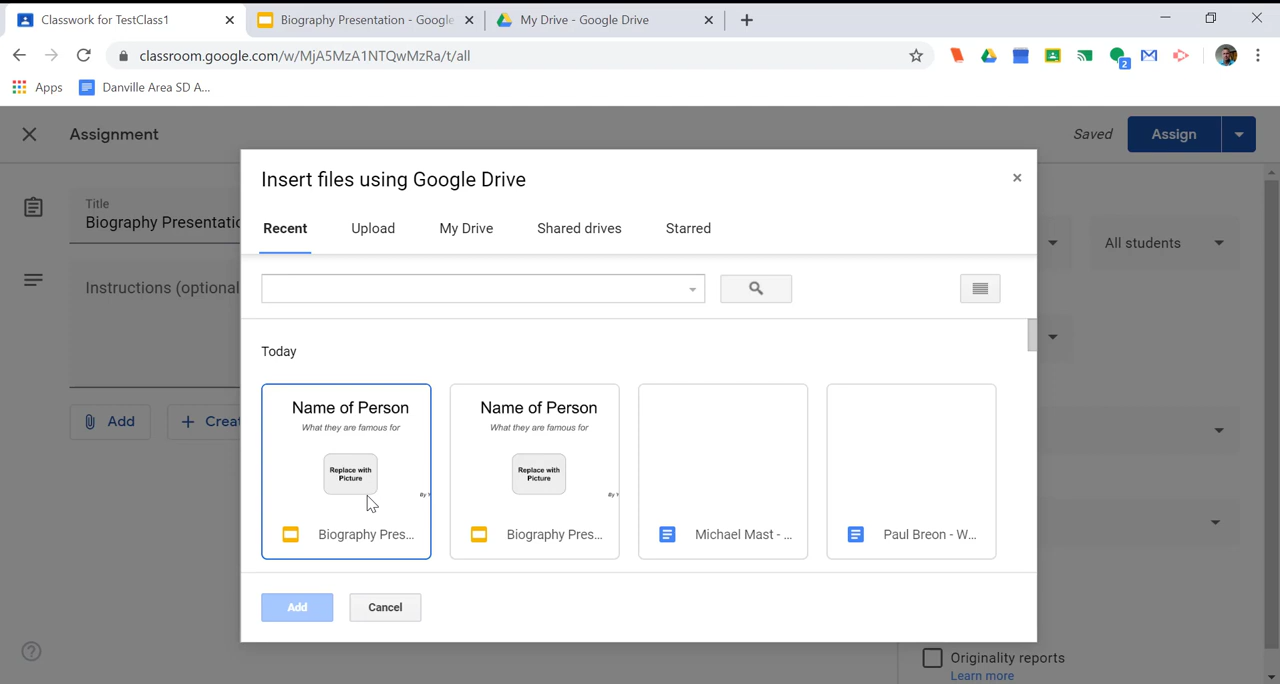 Classwork for TestClass1
Biography Presentation - Google
My Drive - Google Drive
classroom.google.com/w/MjA5MzA1NTQwMzRa/t/all
2
Apps
Danville Area SD A...
Assignment
Saved
Assign
Title
Biography Presentatio
Instructions (optional
Add
Creat
All students
Insert files using Google Drive
Recent
Upload
My Drive
Shared drives
Starred
Today
Name of Person
What they are famous for
Replace with
Picture
By Y
Biography Pres...
Name of Person
What they are famous for
Replace with
Picture
By Y
Biography Pres...
Michael Mast - ...
Paul Breon - W...
Add
Cancel
Originality reports
Learn more